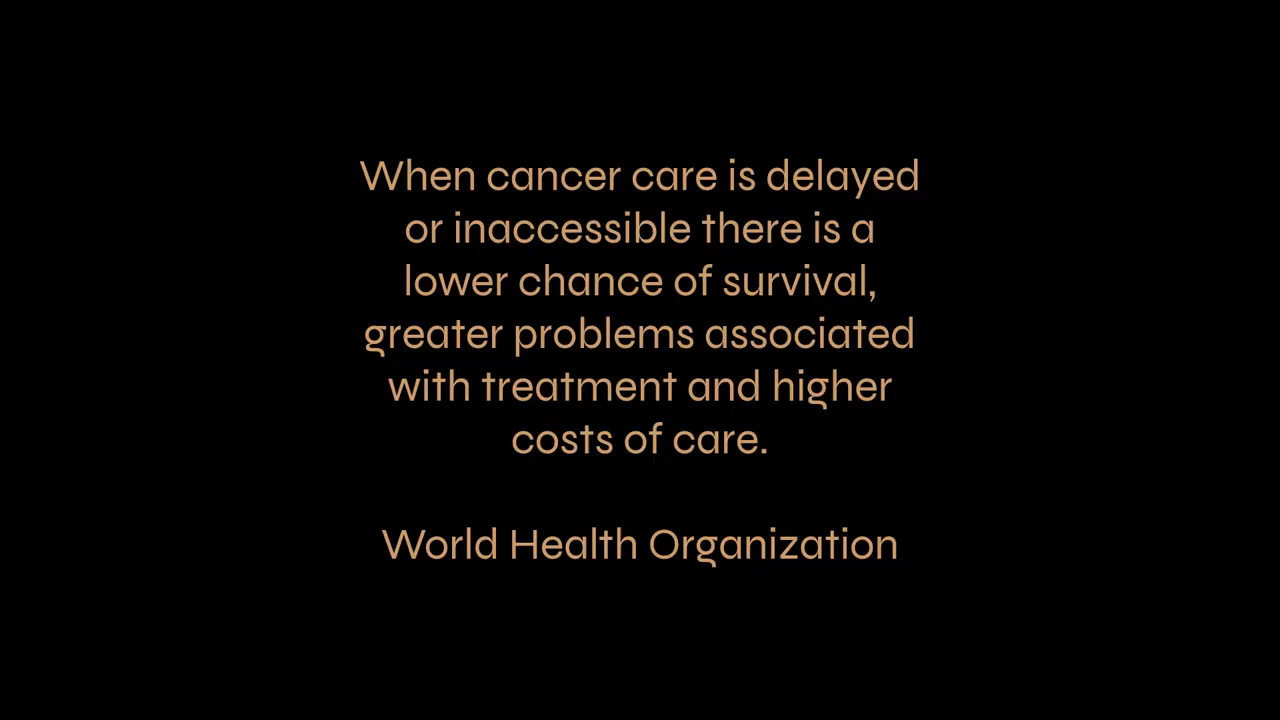 When cancer care is delayed
or inaccessible there is a
lower chance of survival,
greater problems associated
with treatment and higher
costs of care.
World Health Organization